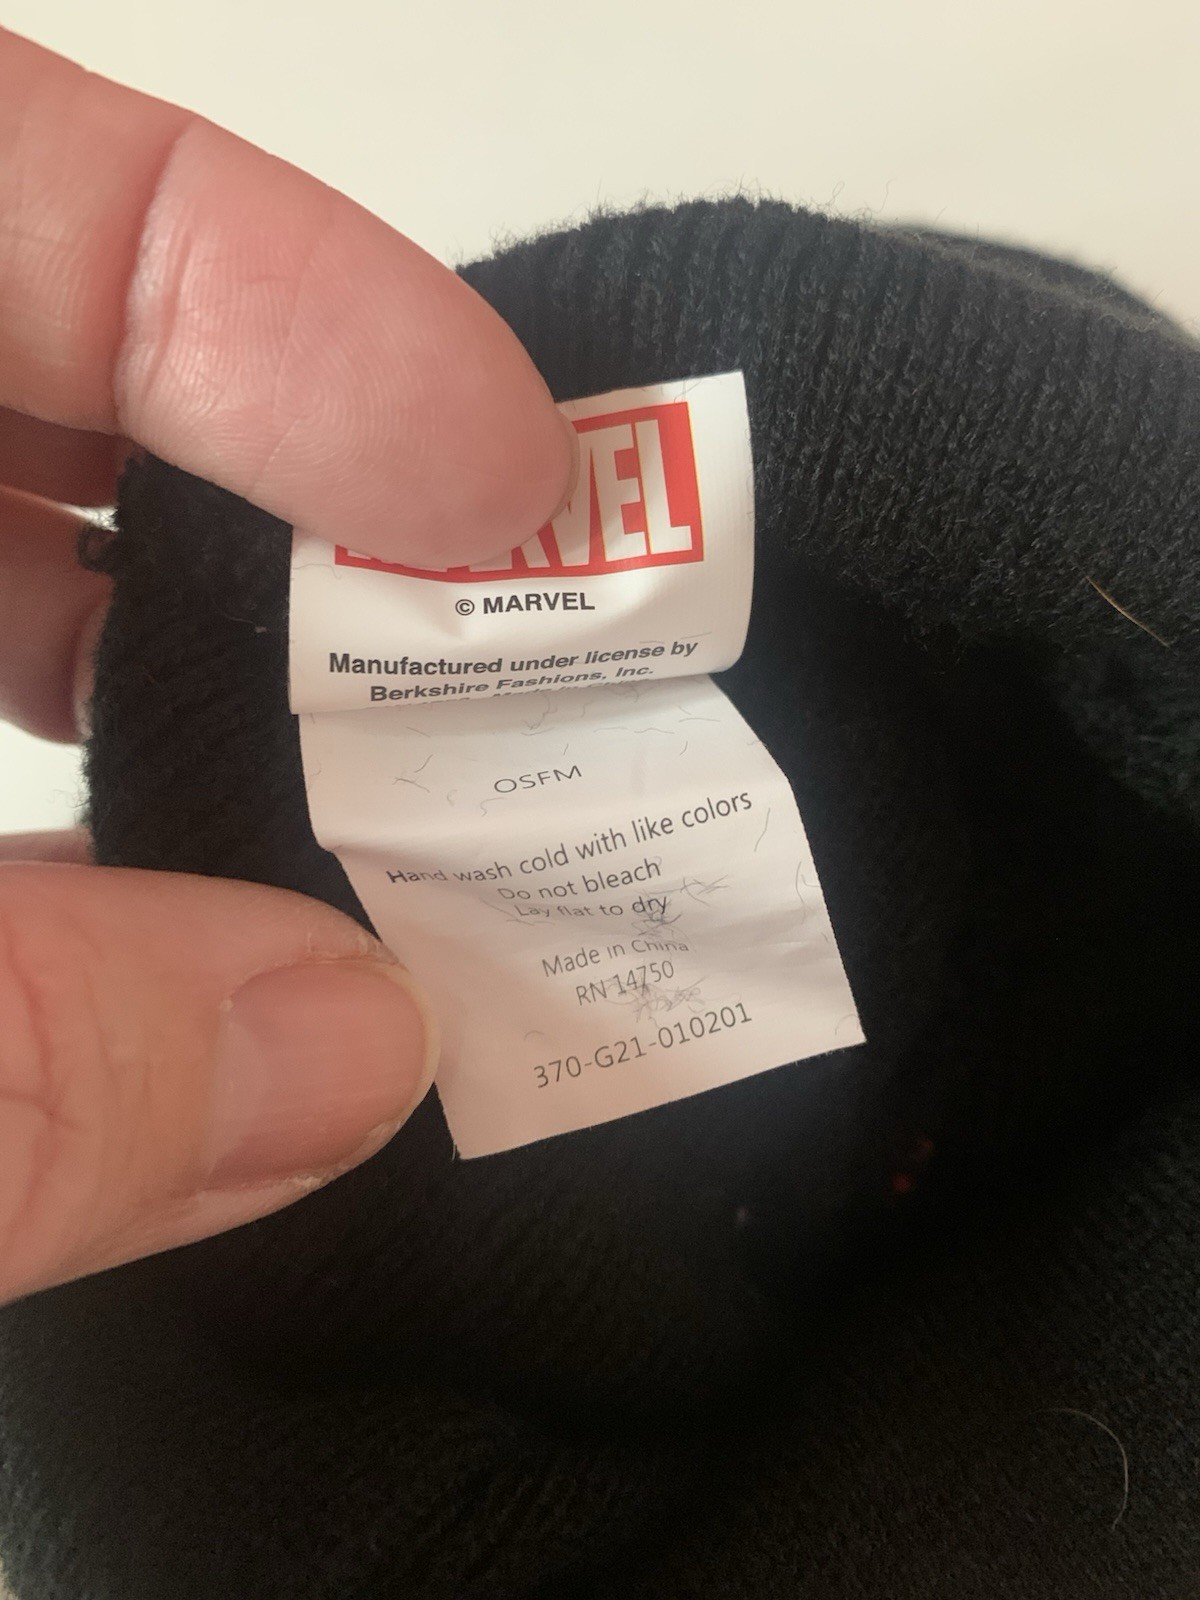 MARVEL
© MARVEL
Manufactured under license by
Berkshire Fashions, Inc.
OSFM
Hand wash cold with like colors
Do not bleach
Lay flat to dry
Made in China
RN 14750
370-G21-010201